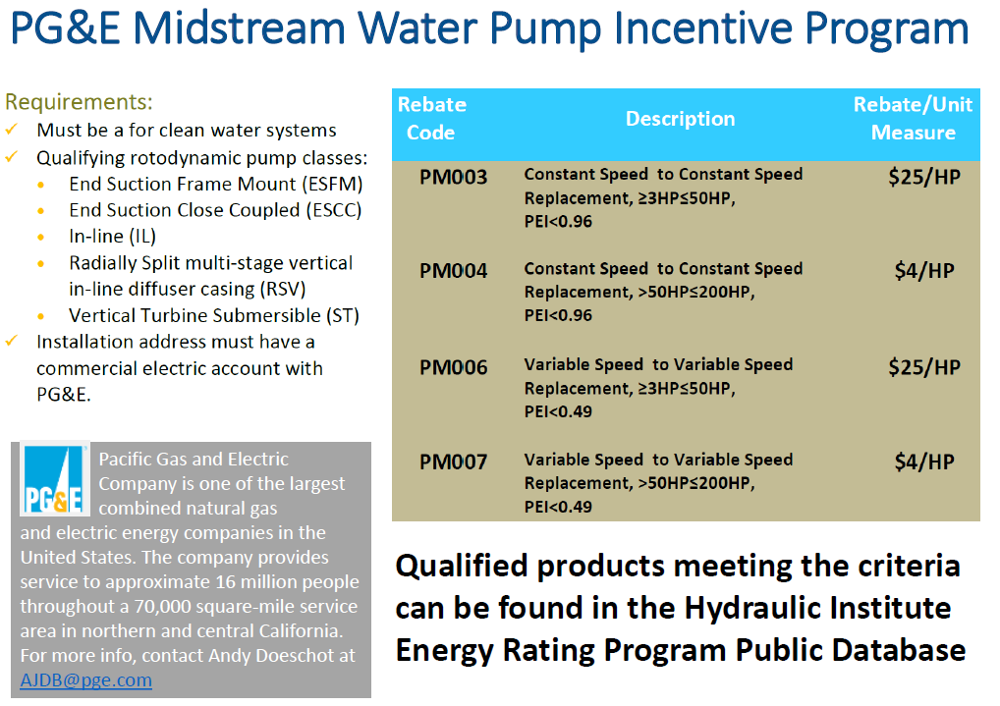 PG&E Midstream Water Pump Incentive Program
Requirements:
Must be a for clean water systems
Qualifying rotodynamic pump classes:
End Suction Frame Mount (ESFM)
End Suction Close Coupled (ESCC)
In-line (IL)
Radially Split multi-stage vertical
in-line diffuser casing (RSV)
Vertical Turbine Submersible (ST)
Installation address must have a
commercial electric account with
PG&E.
PG&E
Pacific Gas and Electric
Company is one of the largest
combined natural gas
and electric energy companies in the
United States. The company provides
service to approximate 16 million people
throughout a 70,000 square-mile service
area in northern and central California.
For more info, contact Andy Doeschot at
AJDB@pge.com
Rebate Code Description Rebate/Unit Measure
PM003 Constant Speed to Constant Speed $25/HP
Replacement, ≥3HP≤50HP,
PEI<0.96
PM004 Constant Speed to Constant Speed $4/HP
Replacement, >50HP≤200HP,
PEI<0.96
PM006 Variable Speed to Variable Speed $25/HP
Replacement, ≥3HP≤50HP,
PEI<0.49
PM007 Variable Speed to Variable Speed $4/HP
Replacement, >50HP≤200HP,
PEI<0.49
Qualified products meeting the criteria
can be found in the Hydraulic Institute
Energy Rating Program Public Database